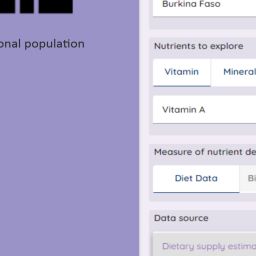 Burkina Faso
onal population
Nutrients to explore
Vitamin Mineral
Vitamin A
Measure of nutrient de
Diet Data Bi
Data source
Dietary supply estima